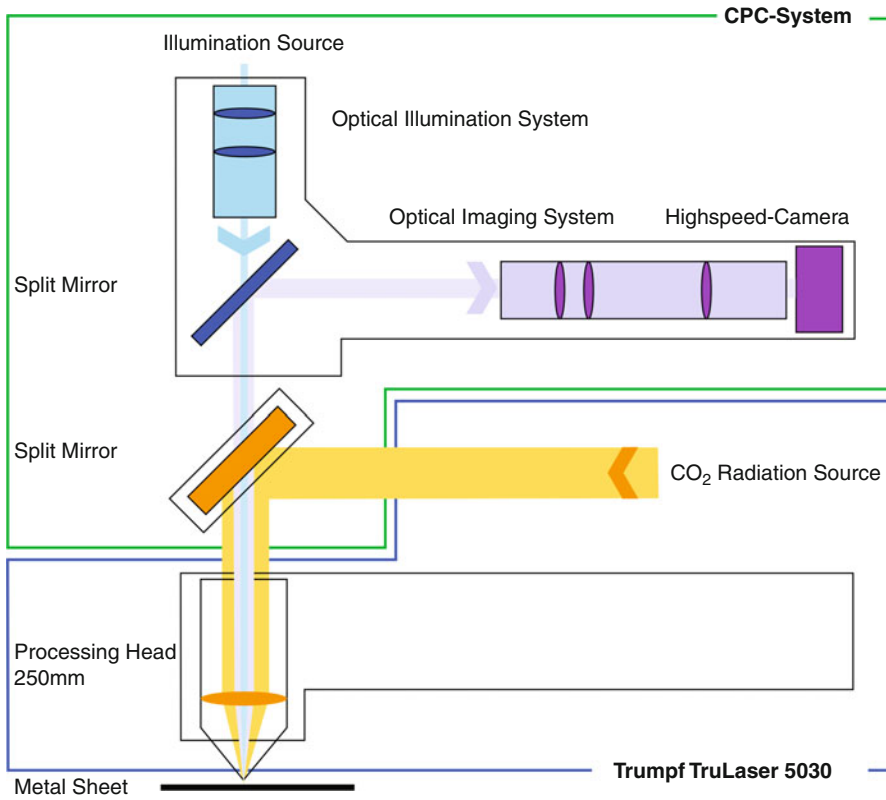 CPC-System
Illumination Source
Optical Illumination System
Optical Imaging System
Highspeed-Camera
Split Mirror
Split Mirror
CO₂ Radiation Source
Processing Head
250mm
Trumpf TruLaser 5030
Metal Sheet